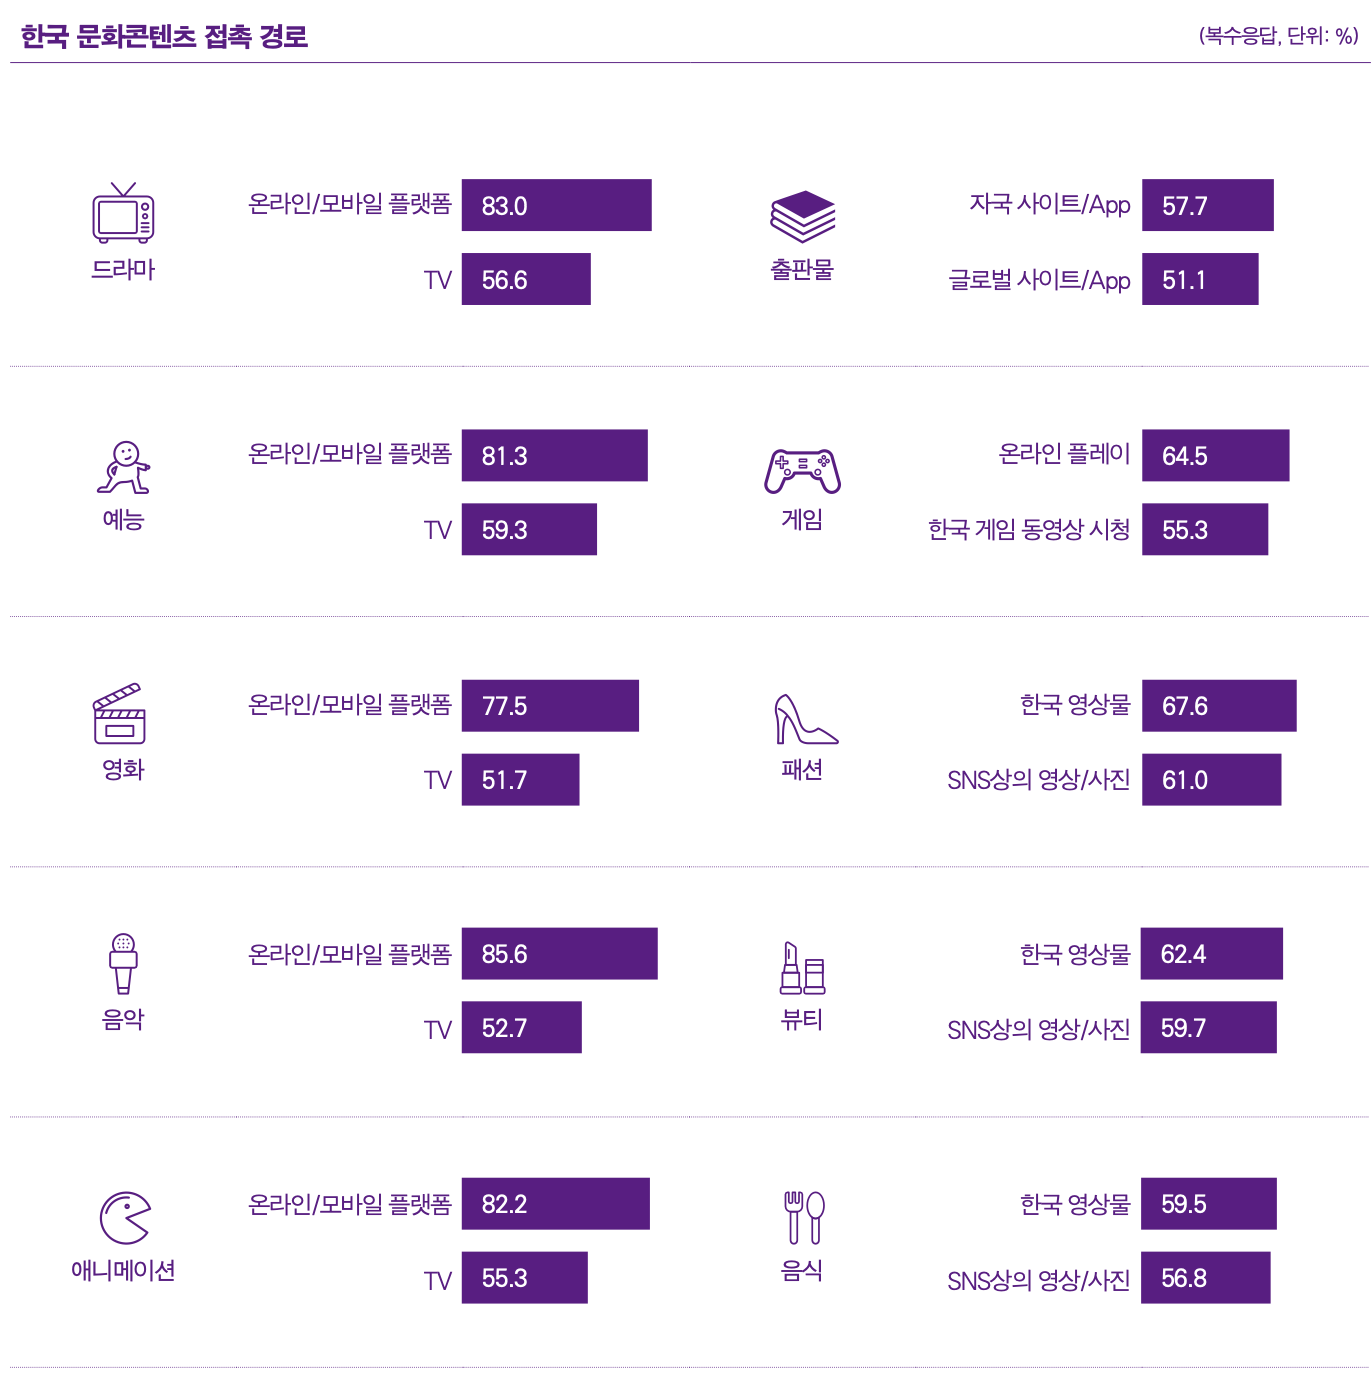 한국 문화콘텐츠 접촉 경로
(복수응답, 단위: %)
드라마
온라인/모바일 플랫폼 83.0
TV 56.6
출판물
자국 사이트/App 57.7
글로벌 사이트/App 51.1
예능
온라인/모바일 플랫폼 81.3
TV 59.3
게임
온라인 플레이 64.5
한국 게임 동영상 시청 55.3
영화
온라인/모바일 플랫폼 77.5
TV 51.7
패션
한국 영상물 67.6
SNS상의 영상/사진 61.0
음악
온라인/모바일 플랫폼 85.6
TV 52.7
뷰티
한국 영상물 62.4
SNS상의 영상/사진 59.7
애니메이션
온라인/모바일 플랫폼 82.2
TV 55.3
음식
한국 영상물 59.5
SNS상의 영상/사진 56.8